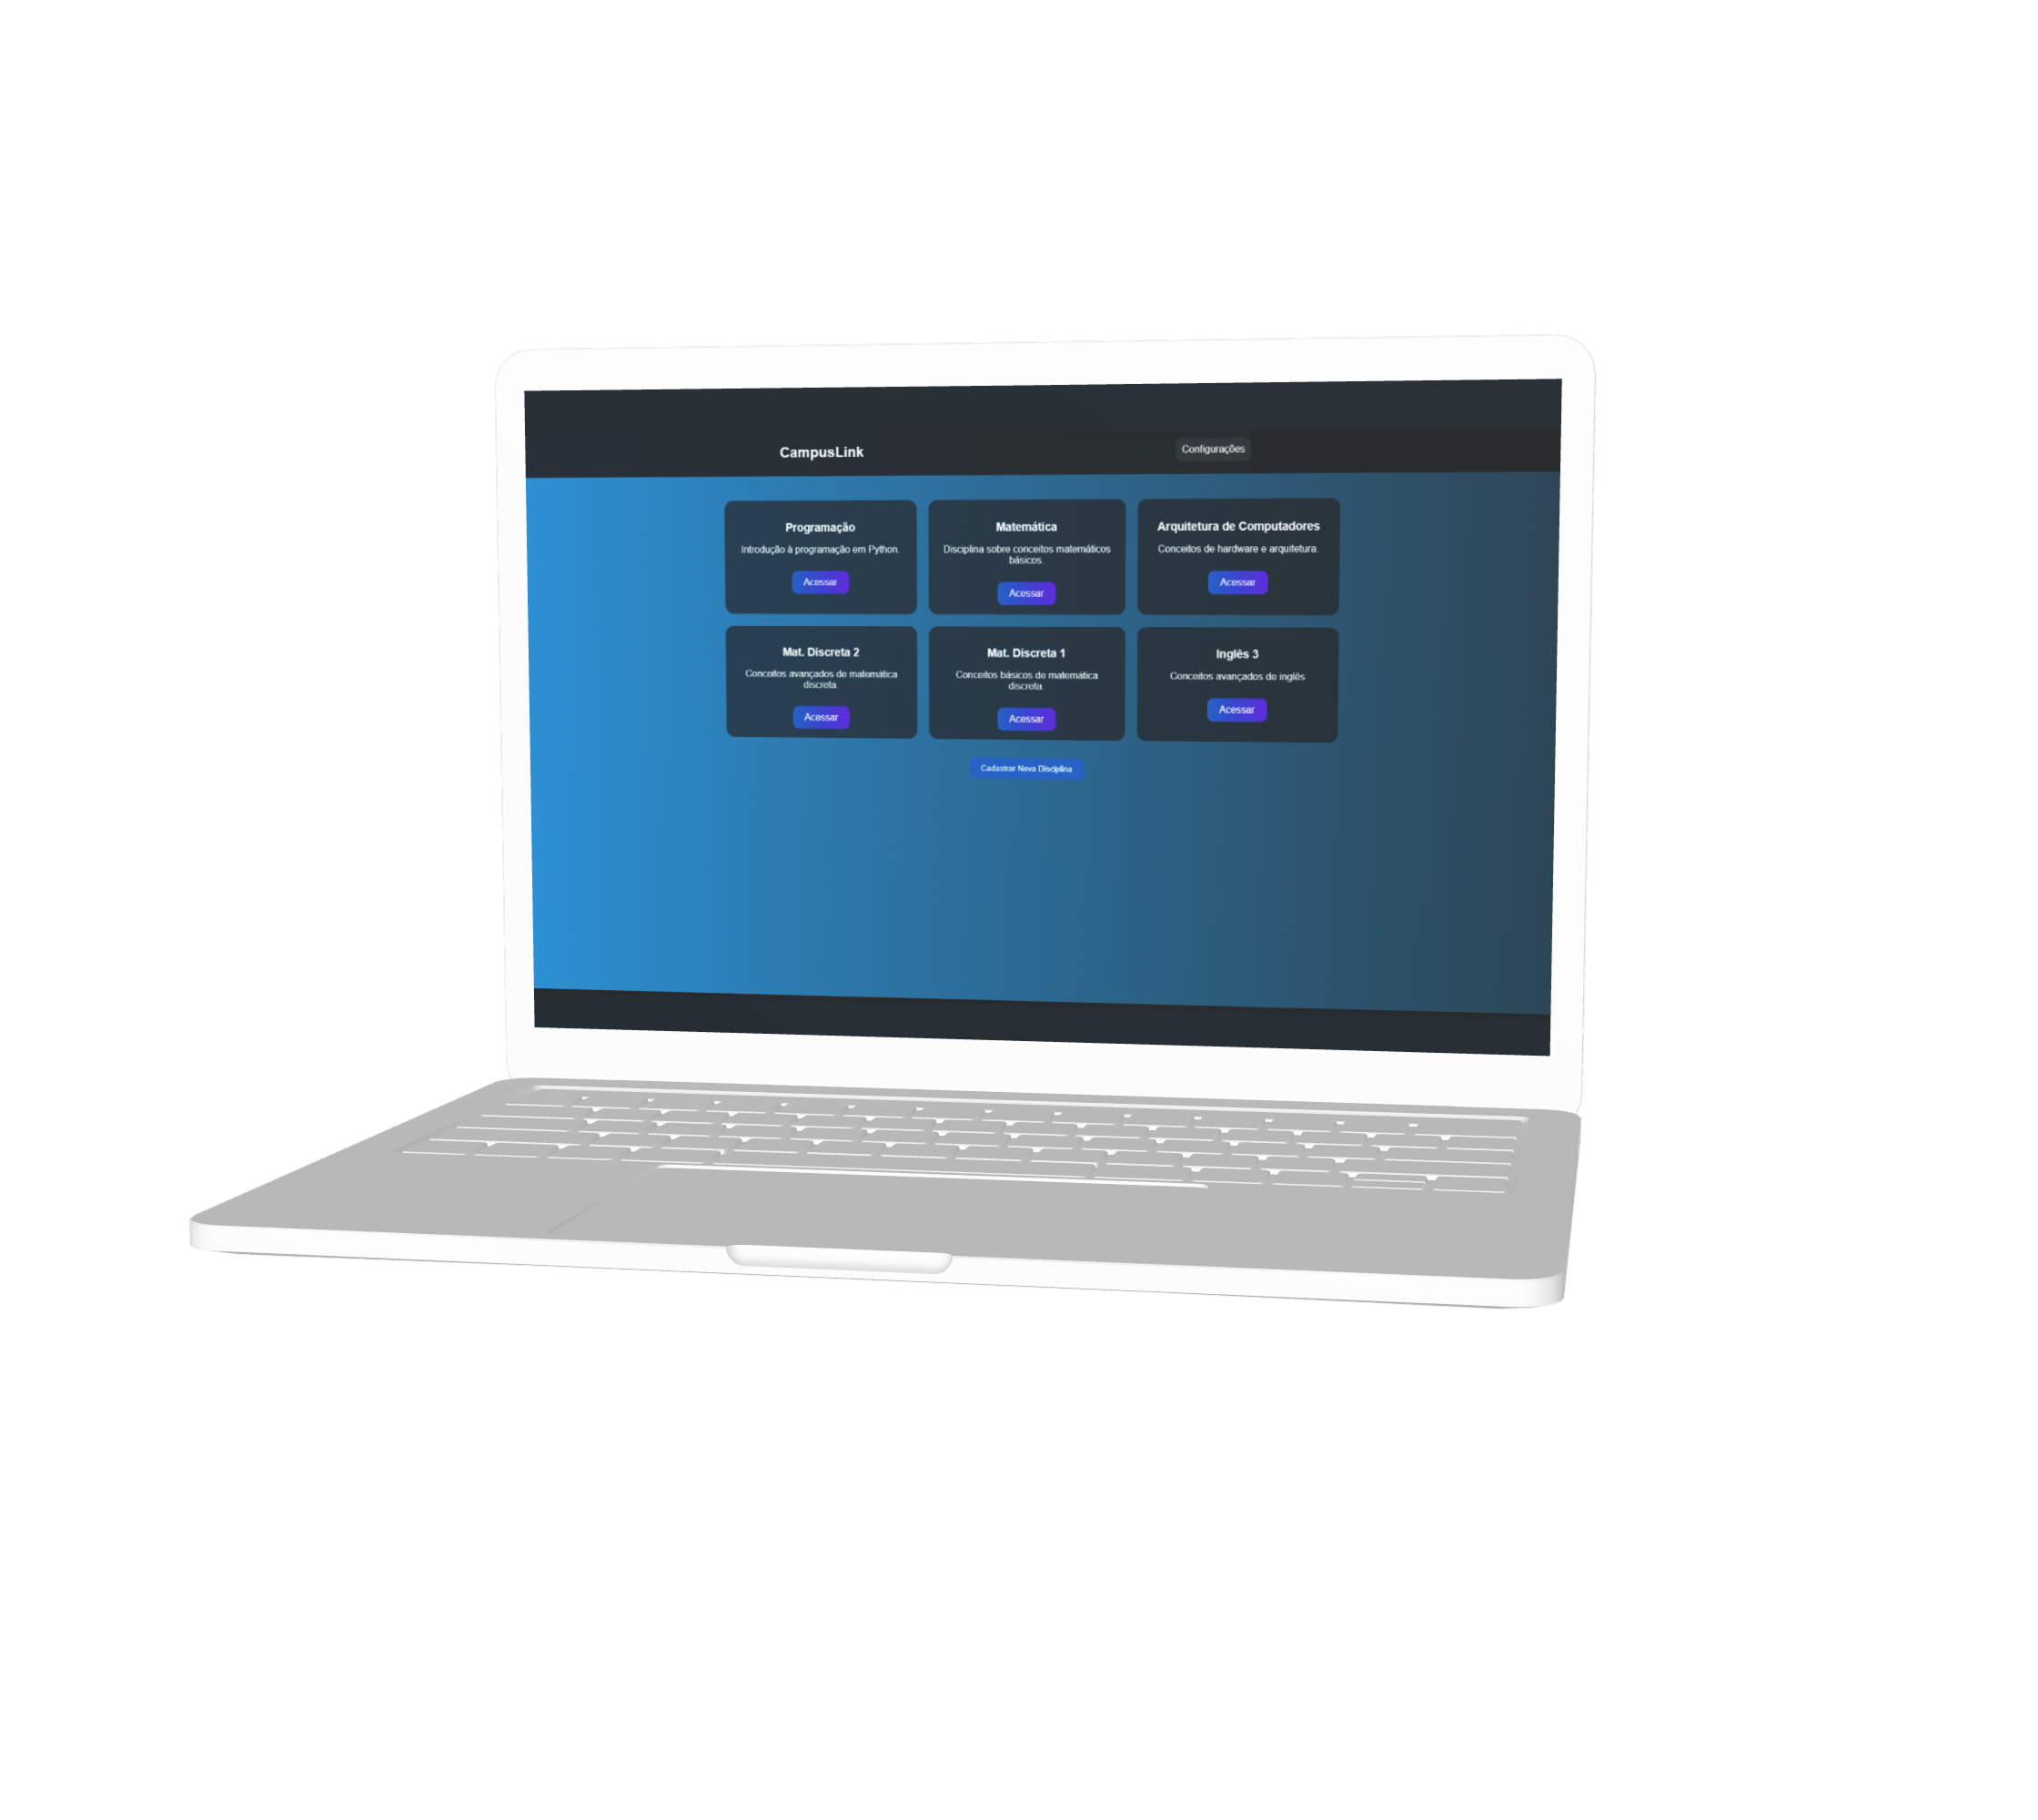 CampusLink
Configurações
Programação
Introdução à programação em Python.
Acessar
Matemática
Disciplina sobre conceitos matemáticos
básicos.
Acessar
Arquitetura de Computadores
Conceitos de hardware e arquitetura.
Acessar
Mat. Discreta 2
Conceitos avançados de matemática
discreta.
Acessar
Mat. Discreta 1
Conceitos básicos de matemática
discreta.
Acessar
Inglês 3
Conceitos avançados de inglês
Acessar
Cadastrar Nova Disciplina